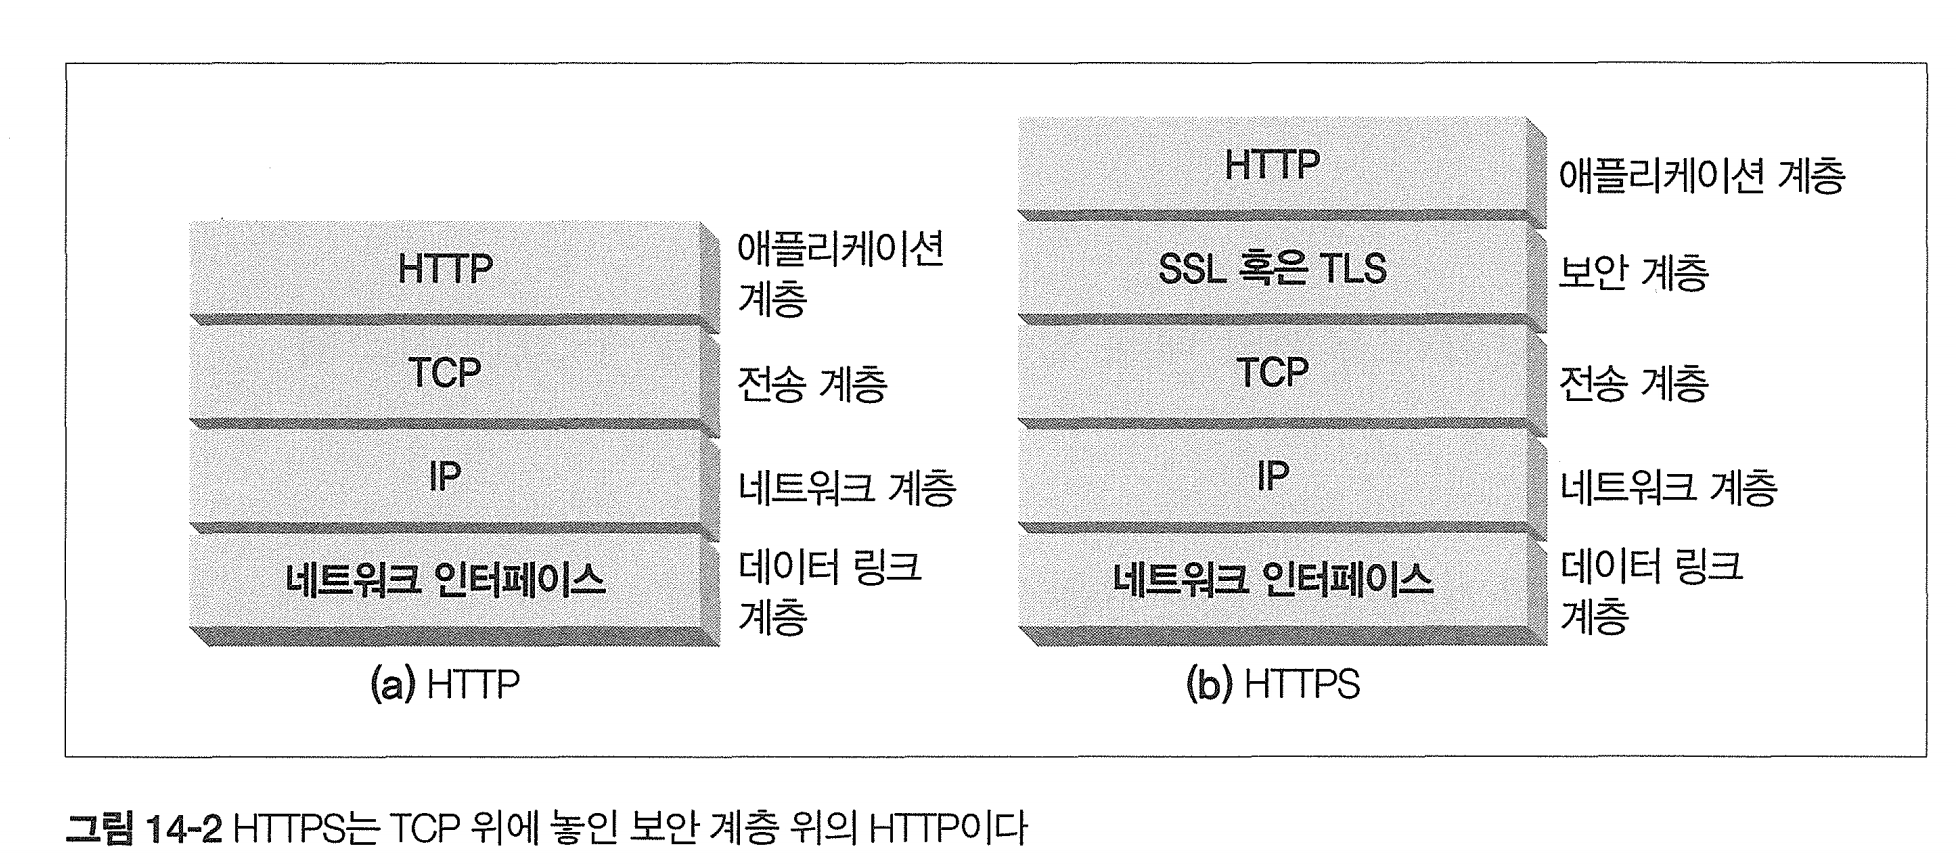 HTTP
애플리케이션
계층
TCP
전송 계층
IP
네트워크 계층
네트워크 인터페이스
데이터 링크
계층
(a) HTTP
HTTP
애플리케이션 계층
SSL 혹은 TLS
보안 계층
TCP
전송 계층
IP
네트워크 계층
네트워크 인터페이스
데이터 링크
계층
(b) HTTPS
그림 14-2 HTTPS는 TCP 위에 놓인 보안 계층 위의 HTTP이다